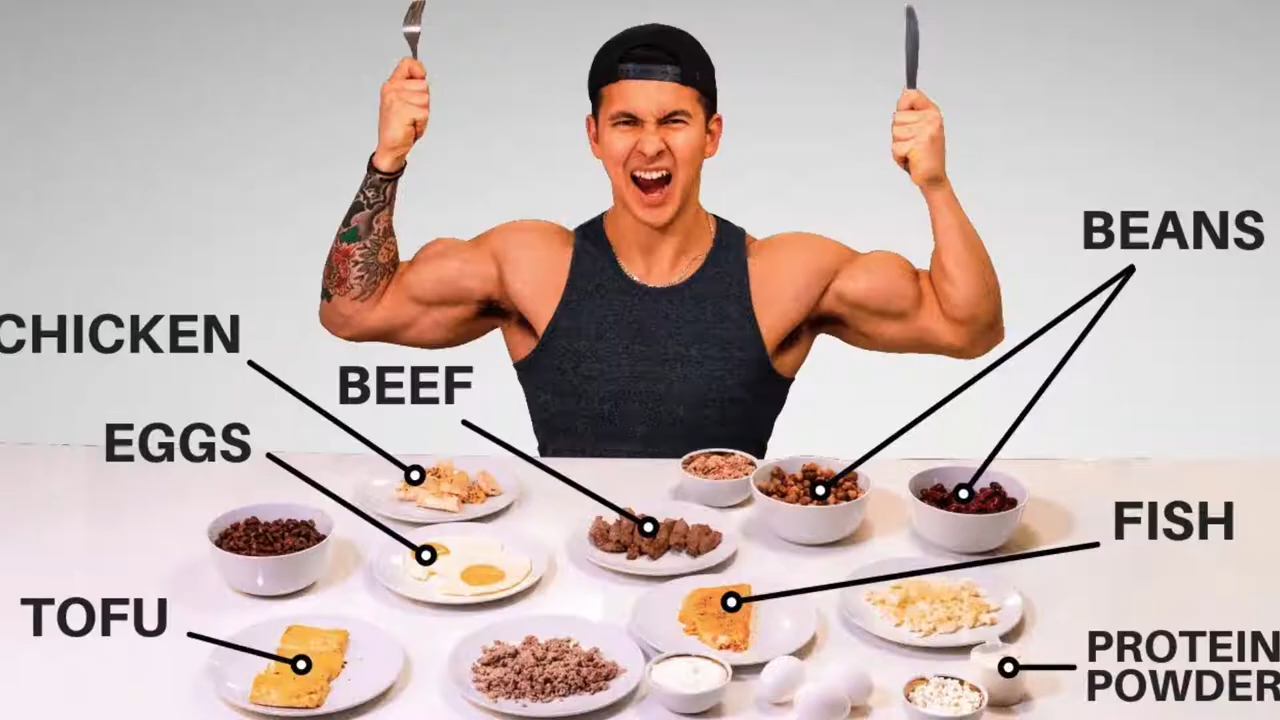 BEANS
CHICKEN
BEEF
EGGS
FISH
TOFU
PROTEIN
POWDER